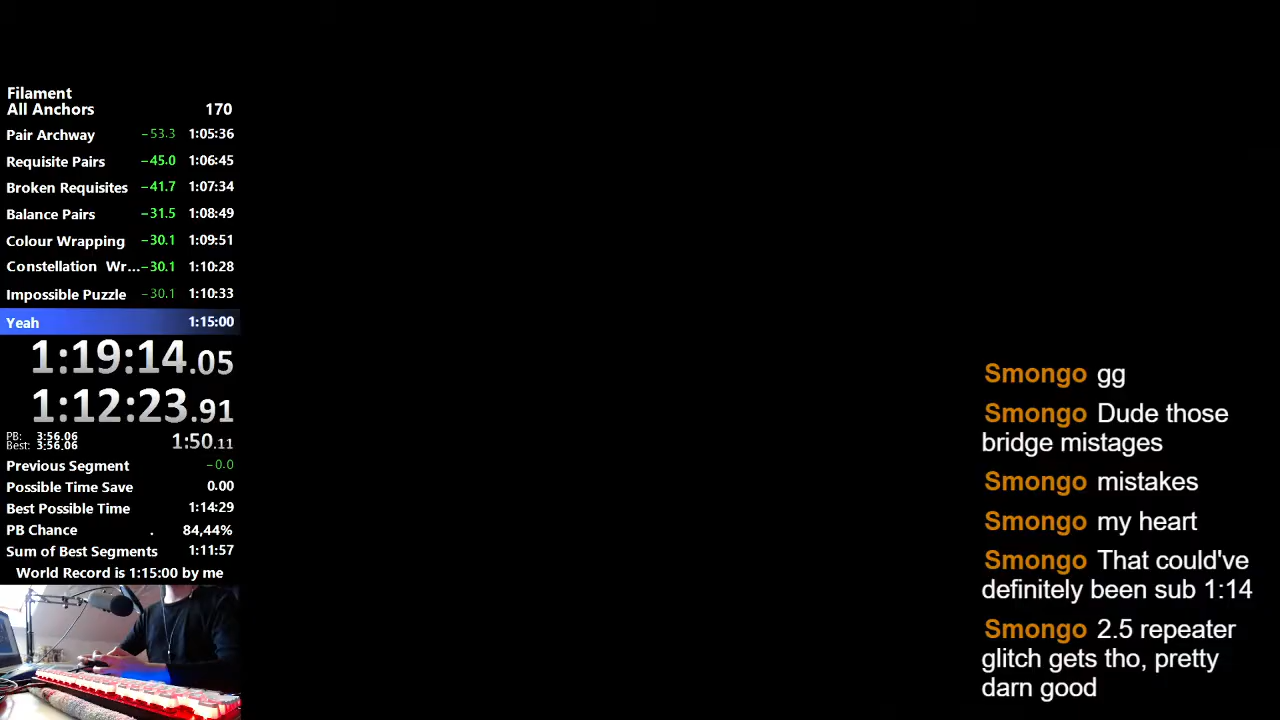 Filament
All Anchors 170
Pair Archway -53.3 1:05:36
Requisite Pairs -45.0 1:06:45
Broken Requisites -41.7 1:07:34
Balance Pairs -31.5 1:08:49
Colour Wrapping -30.1 1:09:51
Constellation Wr... -30.1 1:10:28
Impossible Puzzle -30.1 1:10:33
Yeah 1:15:00
1:19:14.05
1:12:23.91
PB: 3:56.06
Best: 3:56.06 1:50.11
Previous Segment -0.0
Possible Time Save 0.00
Best Possible Time 1:14:29
PB Chance . 84,44%
Sum of Best Segments 1:11:57
World Record is 1:15:00 by me
Smongo gg
Smongo Dude those
bridge mistages
Smongo mistakes
Smongo my heart
Smongo That could've
definitely been sub 1:14
Smongo 2.5 repeater
glitch gets tho, pretty
darn good